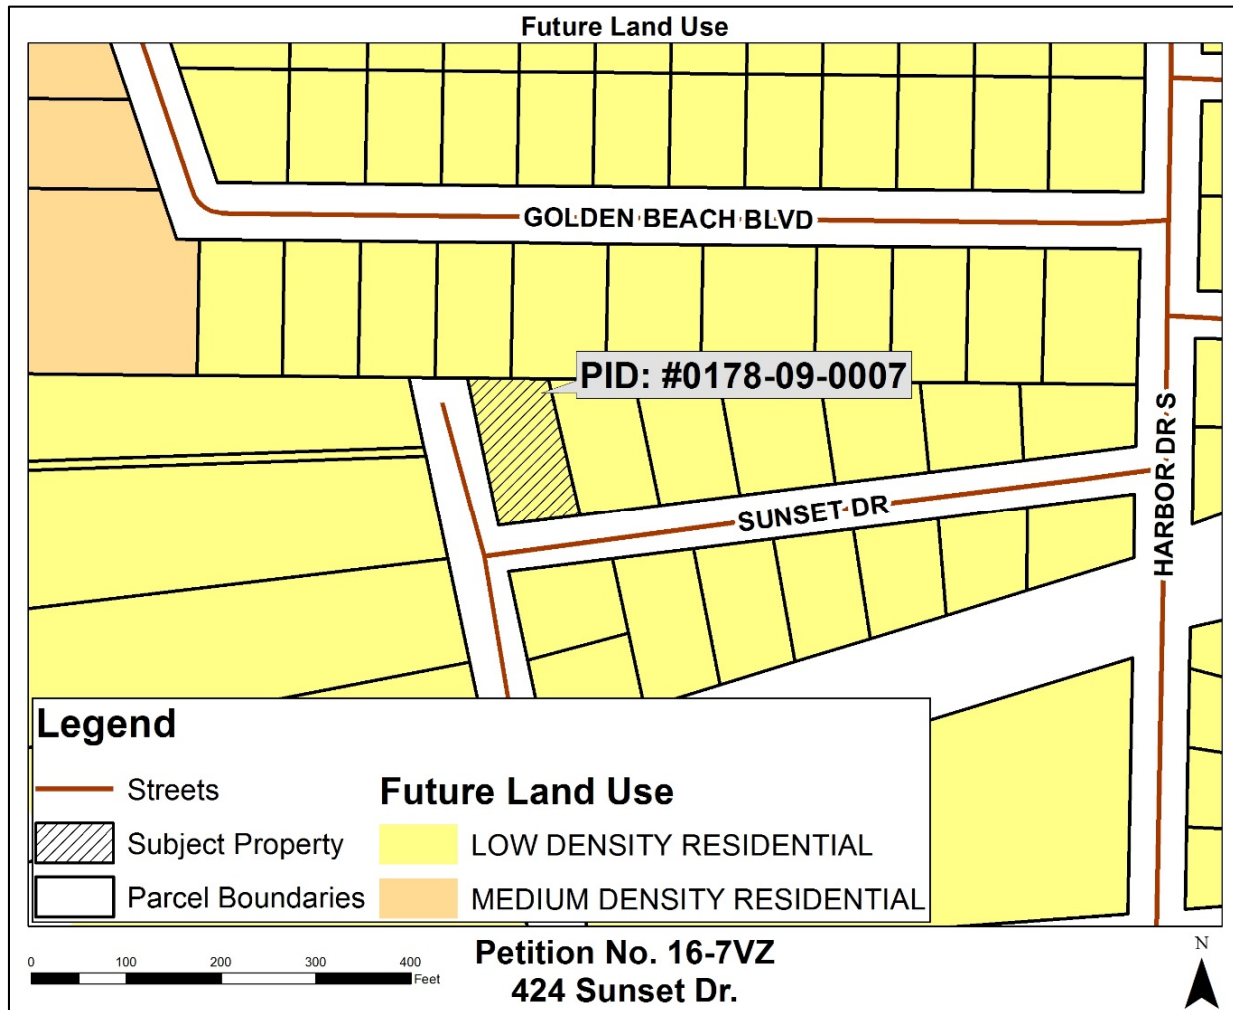 Future Land Use
GOLDEN BEACH BLVD
PID: #0178-09-0007
HARBOR DR S
SUNSET DR
Legend
Streets
Subject Property
Parcel Boundaries
Future Land Use
LOW DENSITY RESIDENTIAL
MEDIUM DENSITY RESIDENTIAL
0 100 200 300 400
Feet
Petition No. 16-7VZ
424 Sunset Dr.
N